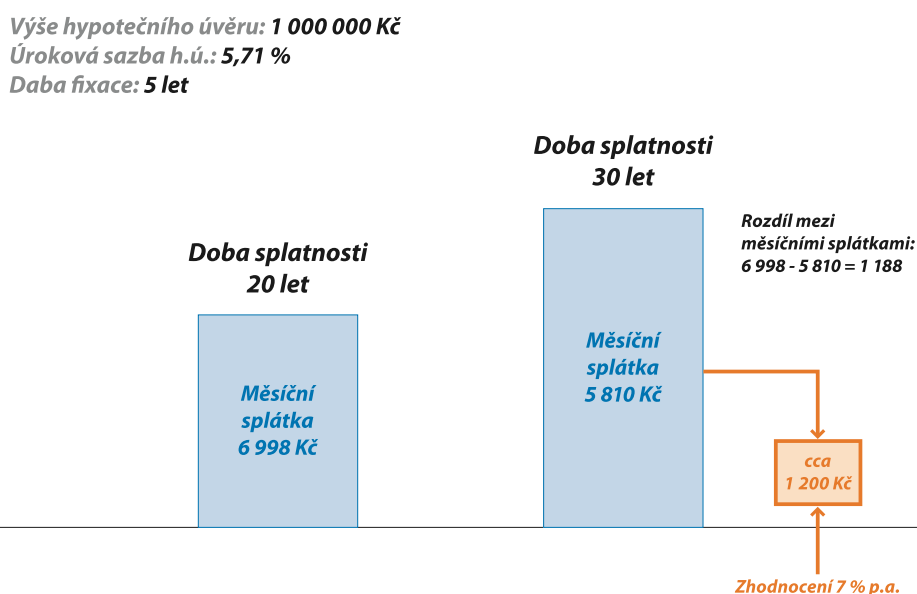 Výše hypotečního úvěru: 1 000 000 Kč
Úroková sazba h.ú.: 5,71 %
Daba fixace: 5 let
Doba splatnosti
30 let
Rozdíl mezi
měsíčními splátkami:
6 998 - 5 810 = 1 188
Doba splatnosti
20 let
Měsíční
splátka
5 810 Kč
Měsíční
splátka
6 998 Kč
cca
1 200 Kč
Zhodnocení 7 % p.a.